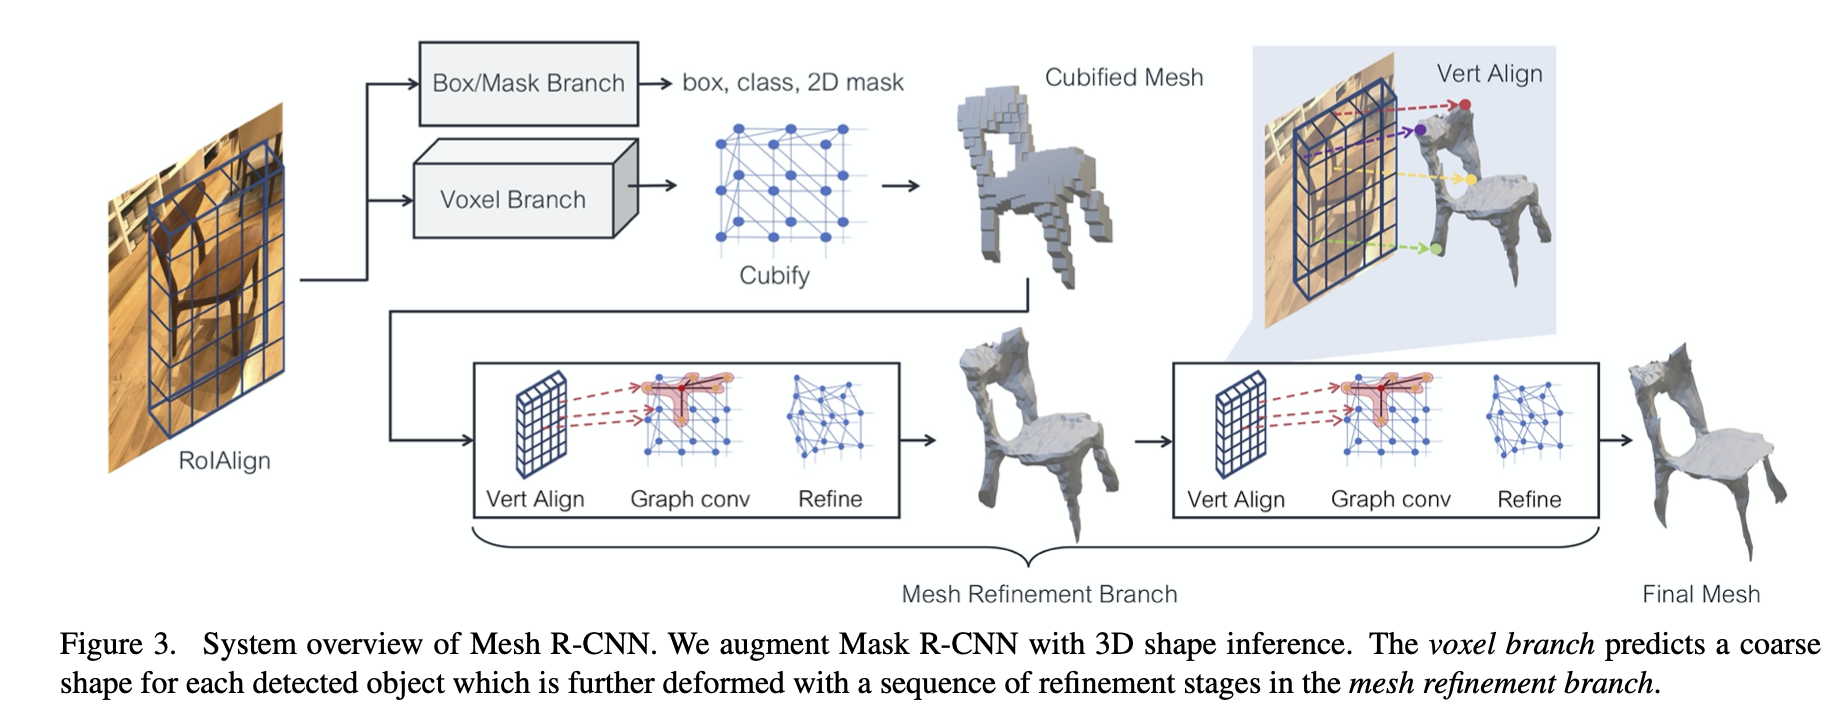 Box/Mask Branch
box, class, 2D mask
Cubified Mesh
Vert Align
Voxel Branch
Cubify
RoIAlign
Vert Align
Graph conv
Refine
Vert Align
Graph conv
Refine
Mesh Refinement Branch
Final Mesh
Figure 3. System overview of Mesh R-CNN. We augment Mask R-CNN with 3D shape inference. The voxel branch predicts a coarse
shape for each detected object which is further deformed with a sequence of refinement stages in the mesh refinement branch.